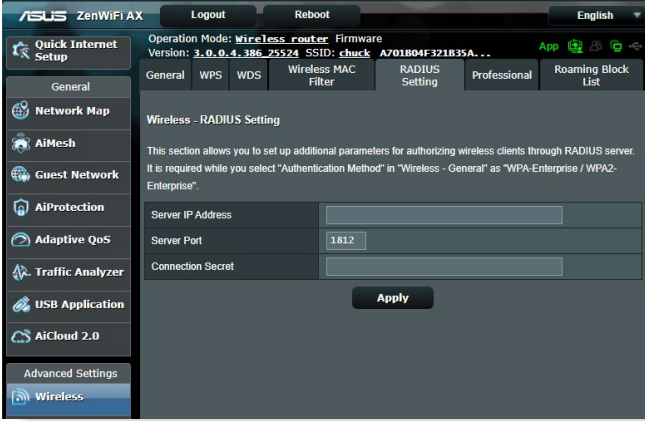 ASUS ZenWiFi AX Logout Reboot English
Operation Mode: Wireless router Firmware
Version: 3.0.0.4.386_25524 SSID: chuck A701B04F321B35A...
App
Quick Internet
Setup
General
Network Map
AiMesh
Guest Network
AiProtection
Adaptive QoS
Traffic Analyzer
USB Application
AiCloud 2.0
Advanced Settings
Wireless
General WPS WDS Wireless MAC
Filter RADIUS
Setting Professional Roaming Block
List
Wireless - RADIUS Setting
This section allows you to set up additional parameters for authorizing wireless clients through RADIUS server.
It is required while you select "Authentication Method" in "Wireless - General" as "WPA-Enterprise / WPA2-
Enterprise".
Server IP Address
Server Port 1812
Connection Secret
Apply